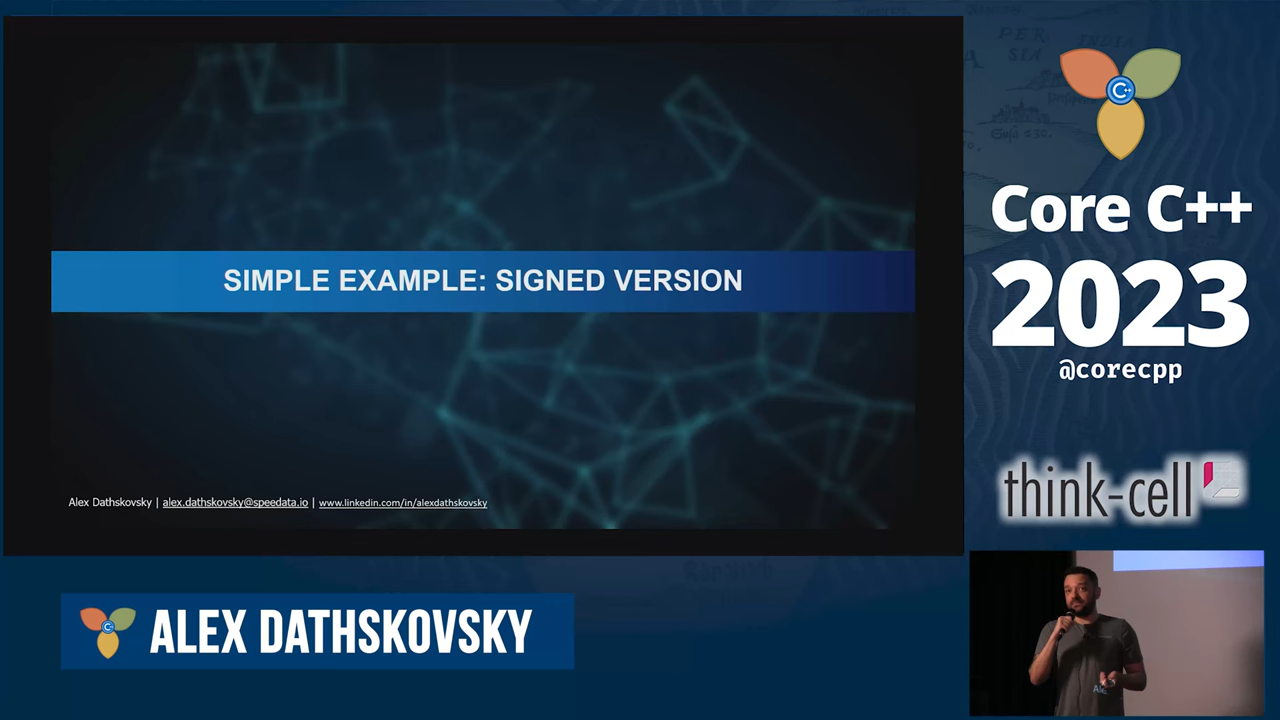 SIMPLE EXAMPLE: SIGNED VERSION
Alex Dathskovsky | alex.dathskovsky@speedata.io | www.linkedin.com/in/alexdathskovsky
ALEX DATHSKOVSKY
C++
Core C++
2023
@corecpp
think-cell